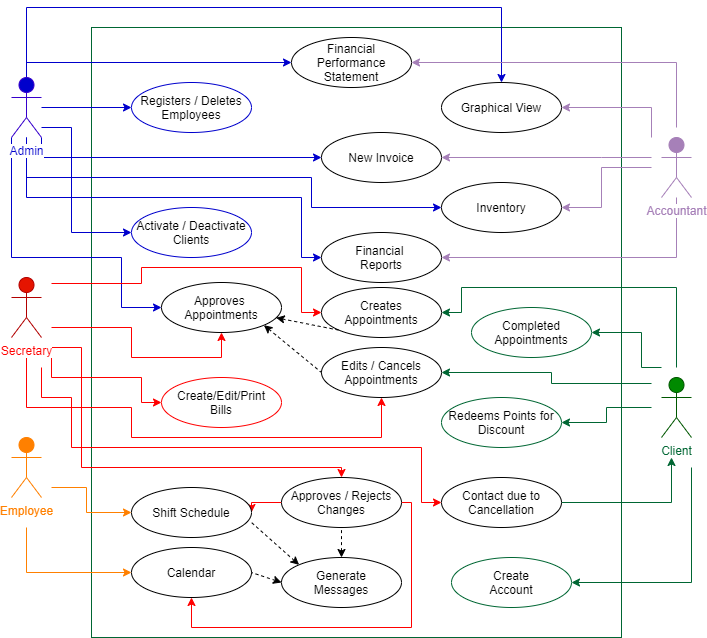 Financial
Performance
Statement
Registers / Deletes
Employees
Graphical View
Admin
New Invoice
Accountant
Inventory
Activate / Deactivate
Clients
Financial
Reports
Approves
Appointments
Creates
Appointments
Completed
Appointments
Secretary
Edits / Cancels
Appointments
Create/Edit/Print
Bills
Redeems Points for
Discount
Client
Employee
Shift Schedule
Approves / Rejects
Changes
Contact due to
Cancellation
Calendar
Generate
Messages
Create
Account